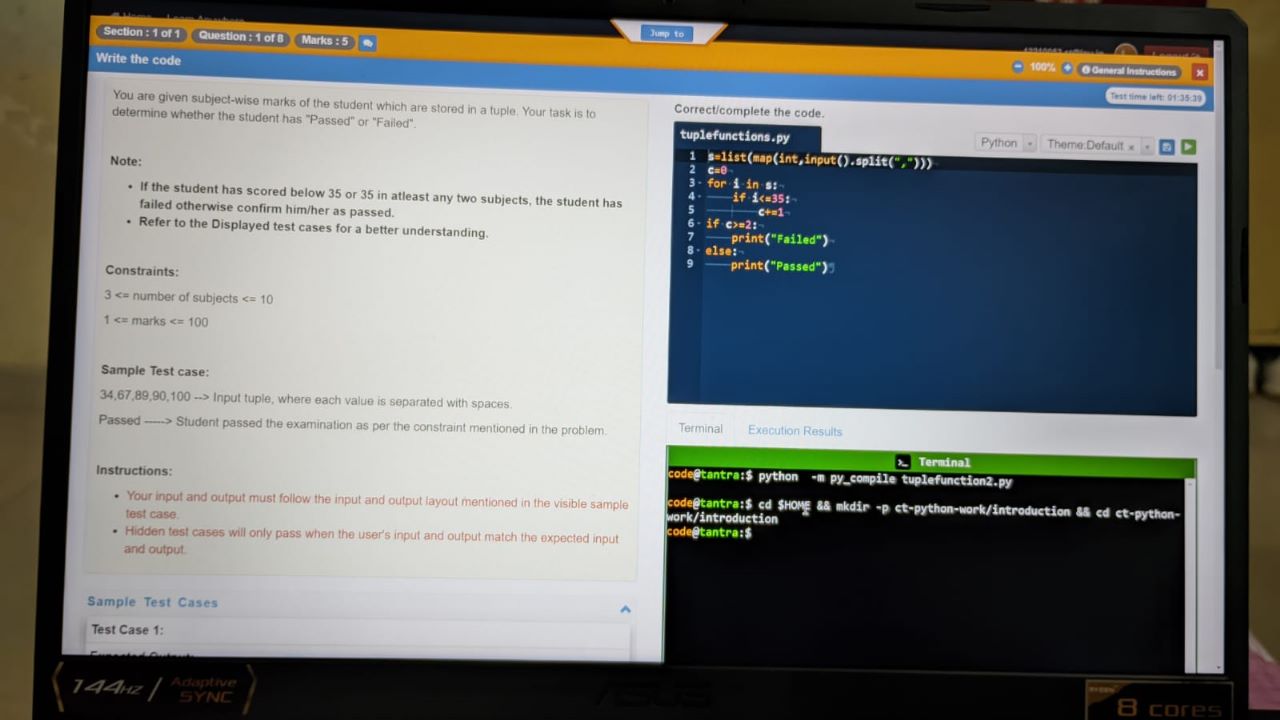 Section : 1 of 1 Question : 1 of 8 Marks : 5
Jump to
100% General Instructions
Write the code
Test time left: 01:35:39
You are given subject-wise marks of the student which are stored in a tuple. Your task is to
determine whether the student has "Passed" or "Failed".
Note:
• If the student has scored below 35 or 35 in atleast any two subjects, the student has
failed otherwise confirm him/her as passed.
• Refer to the Displayed test cases for a better understanding.
Constraints:
3 <= number of subjects <= 10
1 <= marks <= 100
Sample Test case:
34,67,89,90,100 --> Input tuple, where each value is separated with spaces.
Passed -----> Student passed the examination as per the constraint mentioned in the problem.
Instructions:
• Your input and output must follow the input and output layout mentioned in the visible sample
test case.
• Hidden test cases will only pass when the user's input and output match the expected input
and output.
Sample Test Cases
Test Case 1:
Expected Output:
Correct/complete the code.
tuplefunctions.py
Python Theme:Default
1 s=list(map(int,input().split(",")))
2 c=0
3 for i in s:
4 if i<=35:
5 c+=1
6 if c>=2:
7 print("Failed")
8 else:
9 print("Passed")
Terminal Execution Results
Terminal
code@tantra:$ python -m py_compile tuplefunction2.py
code@tantra:$ cd $HOME && mkdir -p ct-python-work/introduction && cd ct-python-
work/introduction
code@tantra:$
144HZ / Adaptive
SYNC
ASUS
RYZEN
8 cores